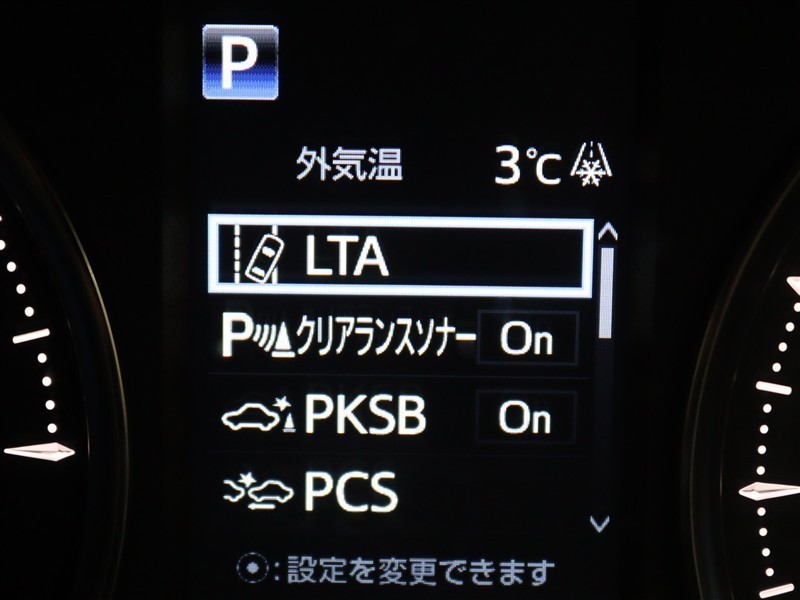 P
外気温 3℃
LTA
Pクリアランスソナー On
PKSB On
PCS
:設定を変更できます